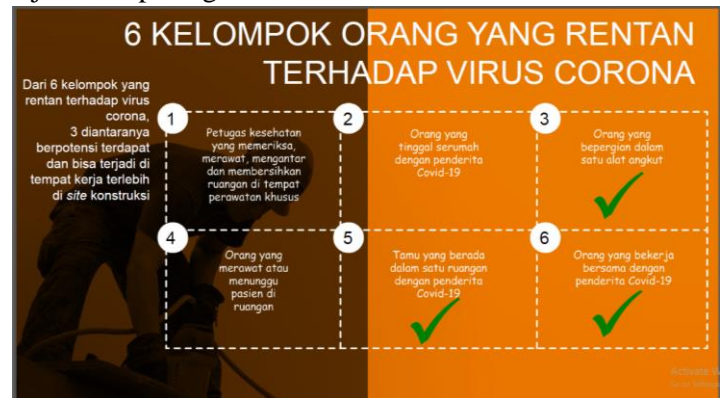 6 KELOMPOK ORANG YANG RENTAN
TERHADAP VIRUS CORONA
Dari 6 kelompok yang
rentan terhadap virus
corona,
3 diantaranya
berpotensi terdapat
dan bisa terjadi di
tempat kerja terlebih
di site konstruksi
1
Petugas kesehatan
yang memeriksa,
merawat, mengantar
dan membersihkan
ruangan di tempat
perawatan khusus
2
Orang yang
tinggal serumah
dengan penderita
Covid-19
3
Orang yang
bepergian dalam
satu alat angkut
4
Orang yang
merawat atau
menunggu
pasien di
ruangan
5
Tamu yang berada
dalam satu ruangan
dengan penderita
Covid-19
6
Orang yang bekerja
bersama dengan
penderita Covid-19
Activate